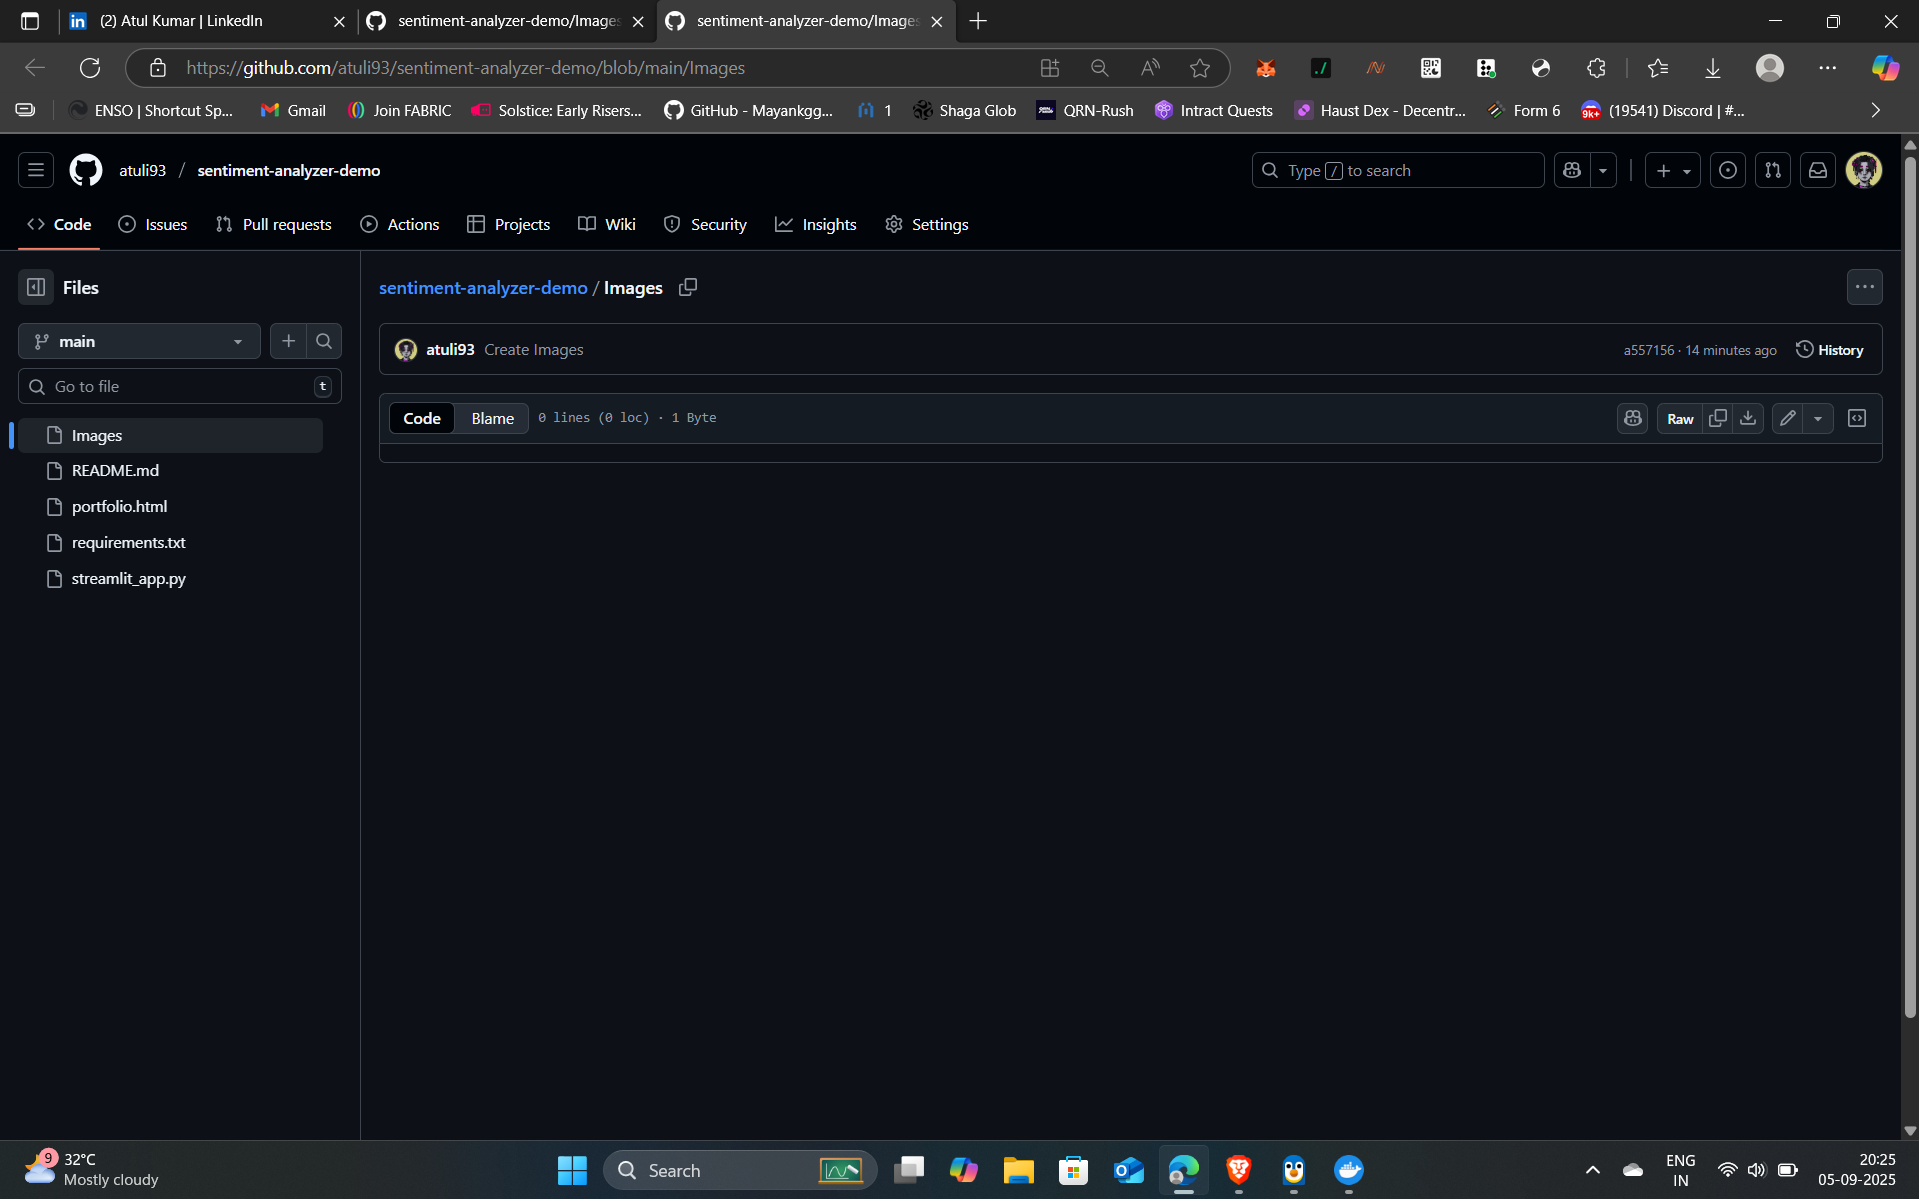 (2) Atul Kumar | LinkedIn
sentiment-analyzer-demo/Images
sentiment-analyzer-demo/Images
https://github.com/atuli93/sentiment-analyzer-demo/blob/main/Images
ENSO | Shortcut Sp...
Gmail
Join FABRIC
Solstice: Early Risers...
GitHub - Mayankgg...
1
Shaga Glob
QRN-Rush
Intract Quests
Haust Dex - Decentr...
Form 6
9k+
(19541) Discord | #...
atuli93 / sentiment-analyzer-demo
Type / to search
Code
Issues
Pull requests
Actions
Projects
Wiki
Security
Insights
Settings
Files
sentiment-analyzer-demo / Images
main
atuli93 Create Images
a557156 · 14 minutes ago
History
Go to file
t
Code
Blame
0 lines (0 loc) · 1 Byte
Raw
Images
README.md
portfolio.html
requirements.txt
streamlit_app.py
9
32°C
Mostly cloudy
Search
ENG
IN
20:25
05-09-2025